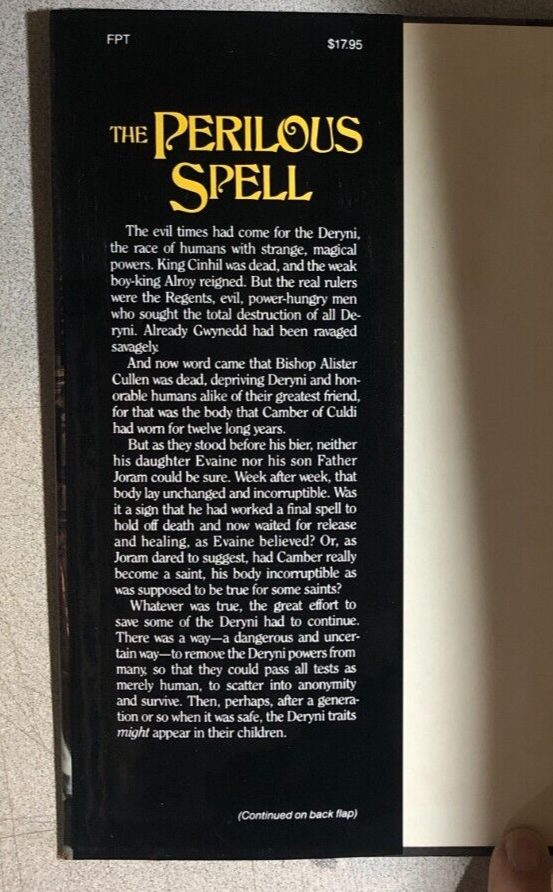 FPT
$17.95
THE PERILOUS
SPELL
The evil times had come for the Deryni,
the race of humans with strange, magical
powers. King Cinhil was dead, and the weak
boy-king Alroy reigned. But the real rulers
were the Regents, evil, power-hungry men
who sought the total destruction of all De-
ryni. Already Gwynedd had been ravaged
savagely.
And now word came that Bishop Alister
Cullen was dead, depriving Deryni and hon-
orable humans alike of their greatest friend,
for that was the body that Camber of Culdi
had worn for twelve long years.
But as they stood before his bier, neither
his daughter Evaine nor his son Father
Joram could be sure. Week after week, that
body lay unchanged and incorruptible. Was
it a sign that he had worked a final spell to
hold off death and now waited for release
and healing, as Evaine believed? Or, as
Joram dared to suggest, had Camber really
become a saint, his body incorruptible as
was supposed to be true for some saints?
Whatever was true, the great effort to
save some of the Deryni had to continue.
There was a way—a dangerous and uncer-
tain way—to remove the Deryni powers from
many, so that they could pass all tests as
merely human, to scatter into anonymity
and survive. Then, perhaps, after a genera-
tion or so when it was safe, the Deryni traits
might appear in their children.
(Continued on back flap)